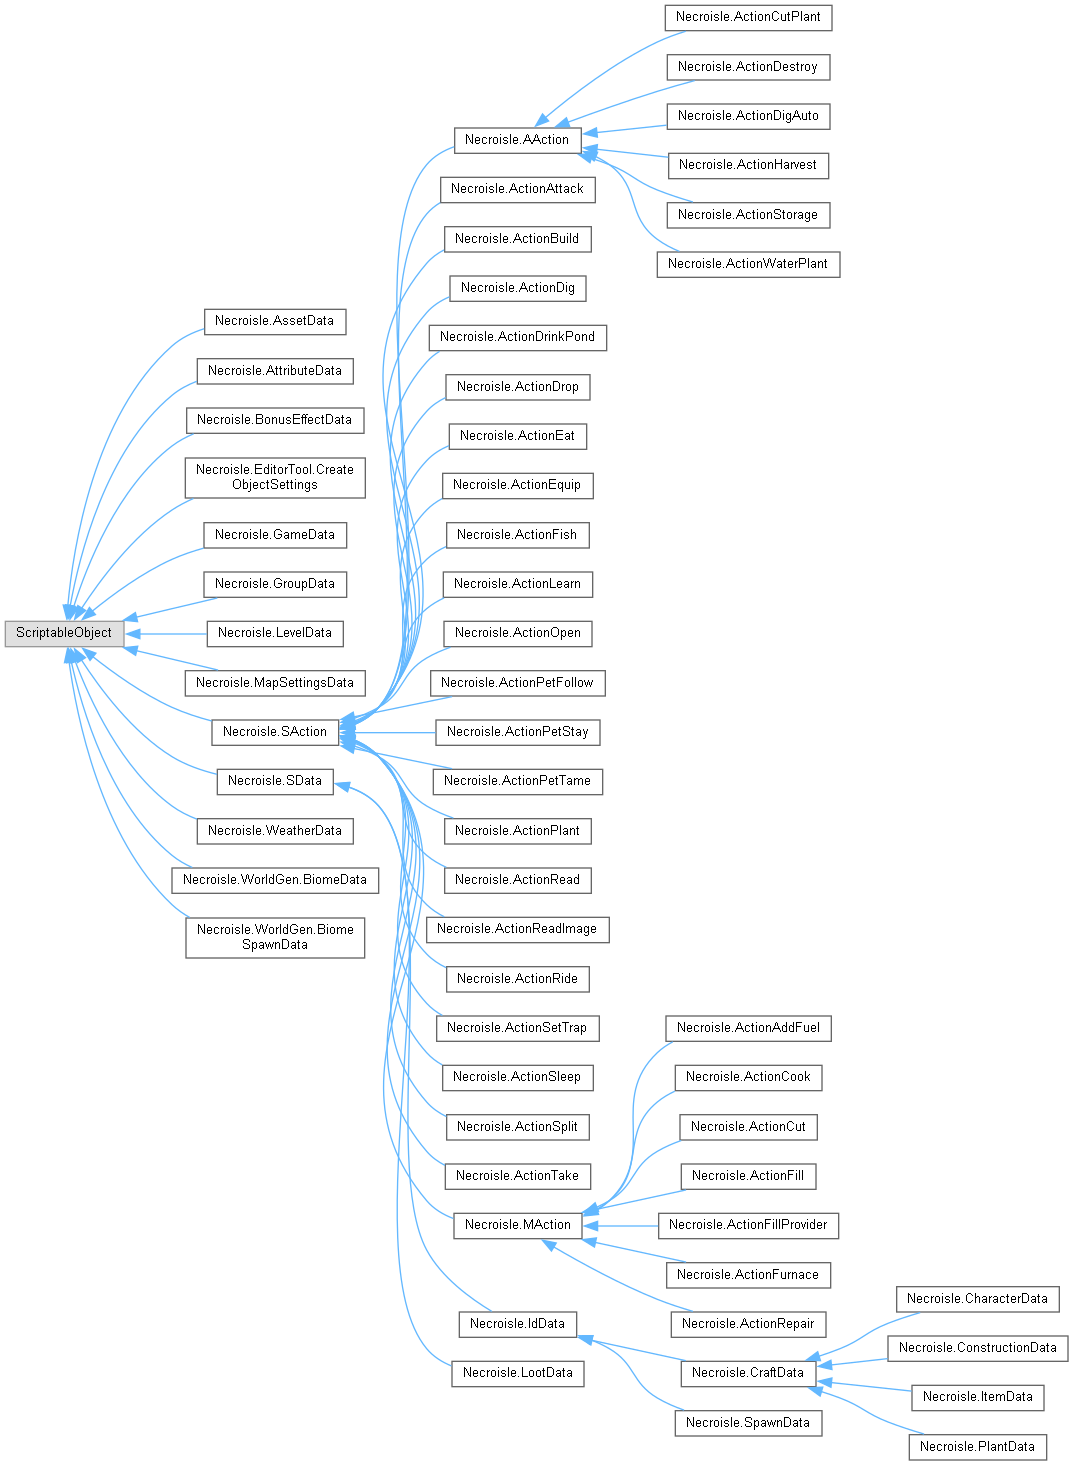 Necroisle.ActionCutPlant
Necroisle.ActionDestroy
Necroisle.ActionDigAuto
Necroisle.AAction
Necroisle.ActionHarvest
Necroisle.ActionAttack
Necroisle.ActionStorage
Necroisle.ActionBuild
Necroisle.ActionWaterPlant
Necroisle.ActionDig
Necroisle.AssetData
Necroisle.ActionDrinkPond
Necroisle.AttributeData
Necroisle.ActionDrop
Necroisle.BonusEffectData
Necroisle.ActionEat
Necroisle.EditorTool.Create
ObjectSettings
Necroisle.ActionEquip
Necroisle.GameData
Necroisle.ActionFish
Necroisle.GroupData
Necroisle.ActionLearn
ScriptableObject
Necroisle.LevelData
Necroisle.ActionOpen
Necroisle.MapSettingsData
Necroisle.ActionPetFollow
Necroisle.SAction
Necroisle.ActionPetStay
Necroisle.SData
Necroisle.ActionPetTame
Necroisle.WeatherData
Necroisle.ActionPlant
Necroisle.WorldGen.BiomeData
Necroisle.ActionRead
Necroisle.WorldGen.Biome
SpawnData
Necroisle.ActionReadImage
Necroisle.ActionRide
Necroisle.ActionSetTrap
Necroisle.ActionAddFuel
Necroisle.ActionSleep
Necroisle.ActionCook
Necroisle.ActionSplit
Necroisle.ActionCut
Necroisle.ActionTake
Necroisle.ActionFill
Necroisle.MAction
Necroisle.ActionFillProvider
Necroisle.ActionFurnace
Necroisle.CharacterData
Necroisle.IdData
Necroisle.ActionRepair
Necroisle.ConstructionData
Necroisle.LootData
Necroisle.CraftData
Necroisle.ItemData
Necroisle.SpawnData
Necroisle.PlantData